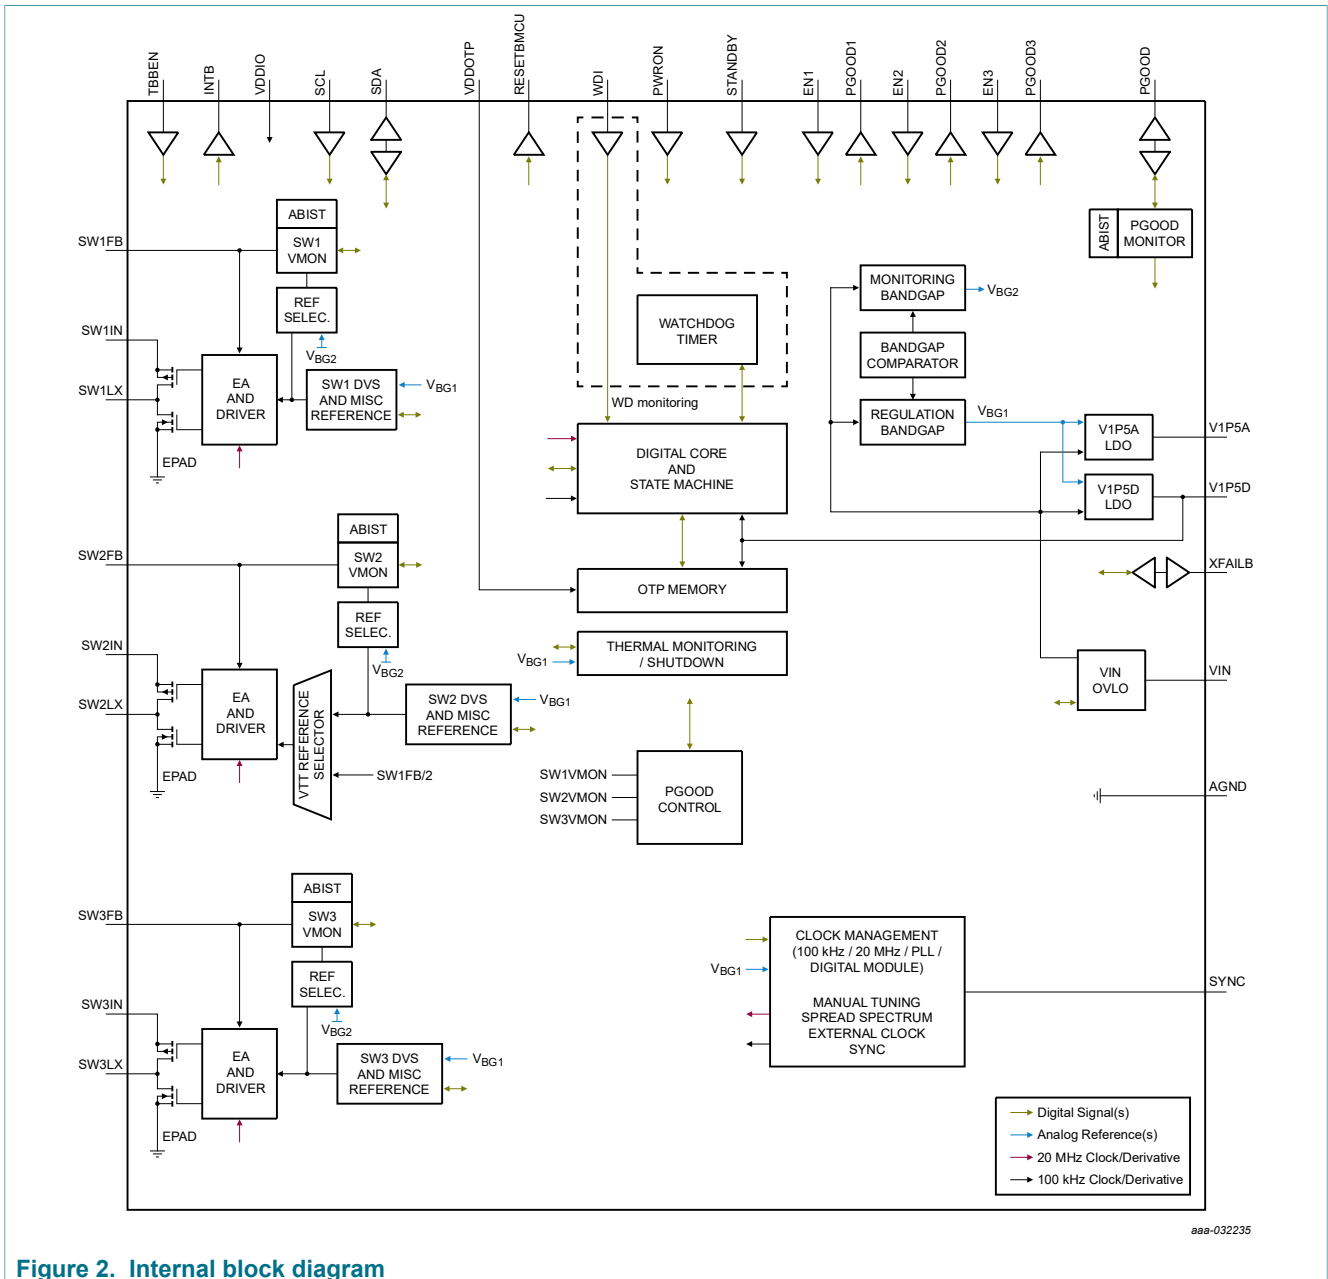 TBBEN
INTB
VDDIO
SCL
SDA
VDDOTP
RESETBMCU
WDI
PWRON
STANDBY
EN1
PGOOD1
EN2
PGOOD2
EN3
PGOOD3
PGOOD
ABIST
SW1
VMON
SW1FB
REF
SELEC.
VBG2
SW1IN
SW1LX
EA
AND
DRIVER
SW1 DVS
AND MISC
REFERENCE
VBG1
EPAD
WATCHDOG
TIMER
WD monitoring
DIGITAL CORE
AND
STATE MACHINE
ABIST
PGOOD
MONITOR
MONITORING
BANDGAP
VBG2
BANDGAP
COMPARATOR
REGULATION
BANDGAP
VBG1
V1P5A
LDO
V1P5A
V1P5D
LDO
V1P5D
ABIST
SW2
VMON
SW2FB
REF
SELEC.
VBG2
SW2IN
SW2LX
EA
AND
DRIVER
VTT REFERENCE
SELECTOR
SW2 DVS
AND MISC
REFERENCE
VBG1
SW1FB/2
EPAD
OTP MEMORY
THERMAL MONITORING
/ SHUTDOWN
VBG1
XFAILB
VIN
OVLO
VIN
SW1VMON
SW2VMON
SW3VMON
PGOOD
CONTROL
AGND
ABIST
SW3
VMON
SW3FB
REF
SELEC.
VBG2
SW3IN
SW3LX
EA
AND
DRIVER
SW3 DVS
AND MISC
REFERENCE
VBG1
EPAD
CLOCK MANAGEMENT
(100 kHz / 20 MHz / PLL /
DIGITAL MODULE)
VBG1
MANUAL TUNING
SPREAD SPECTRUM
EXTERNAL CLOCK
SYNC
SYNC
Digital Signal(s)
Analog Reference(s)
20 MHz Clock/Derivative
100 kHz Clock/Derivative
aaa-032235
Figure 2. Internal block diagram